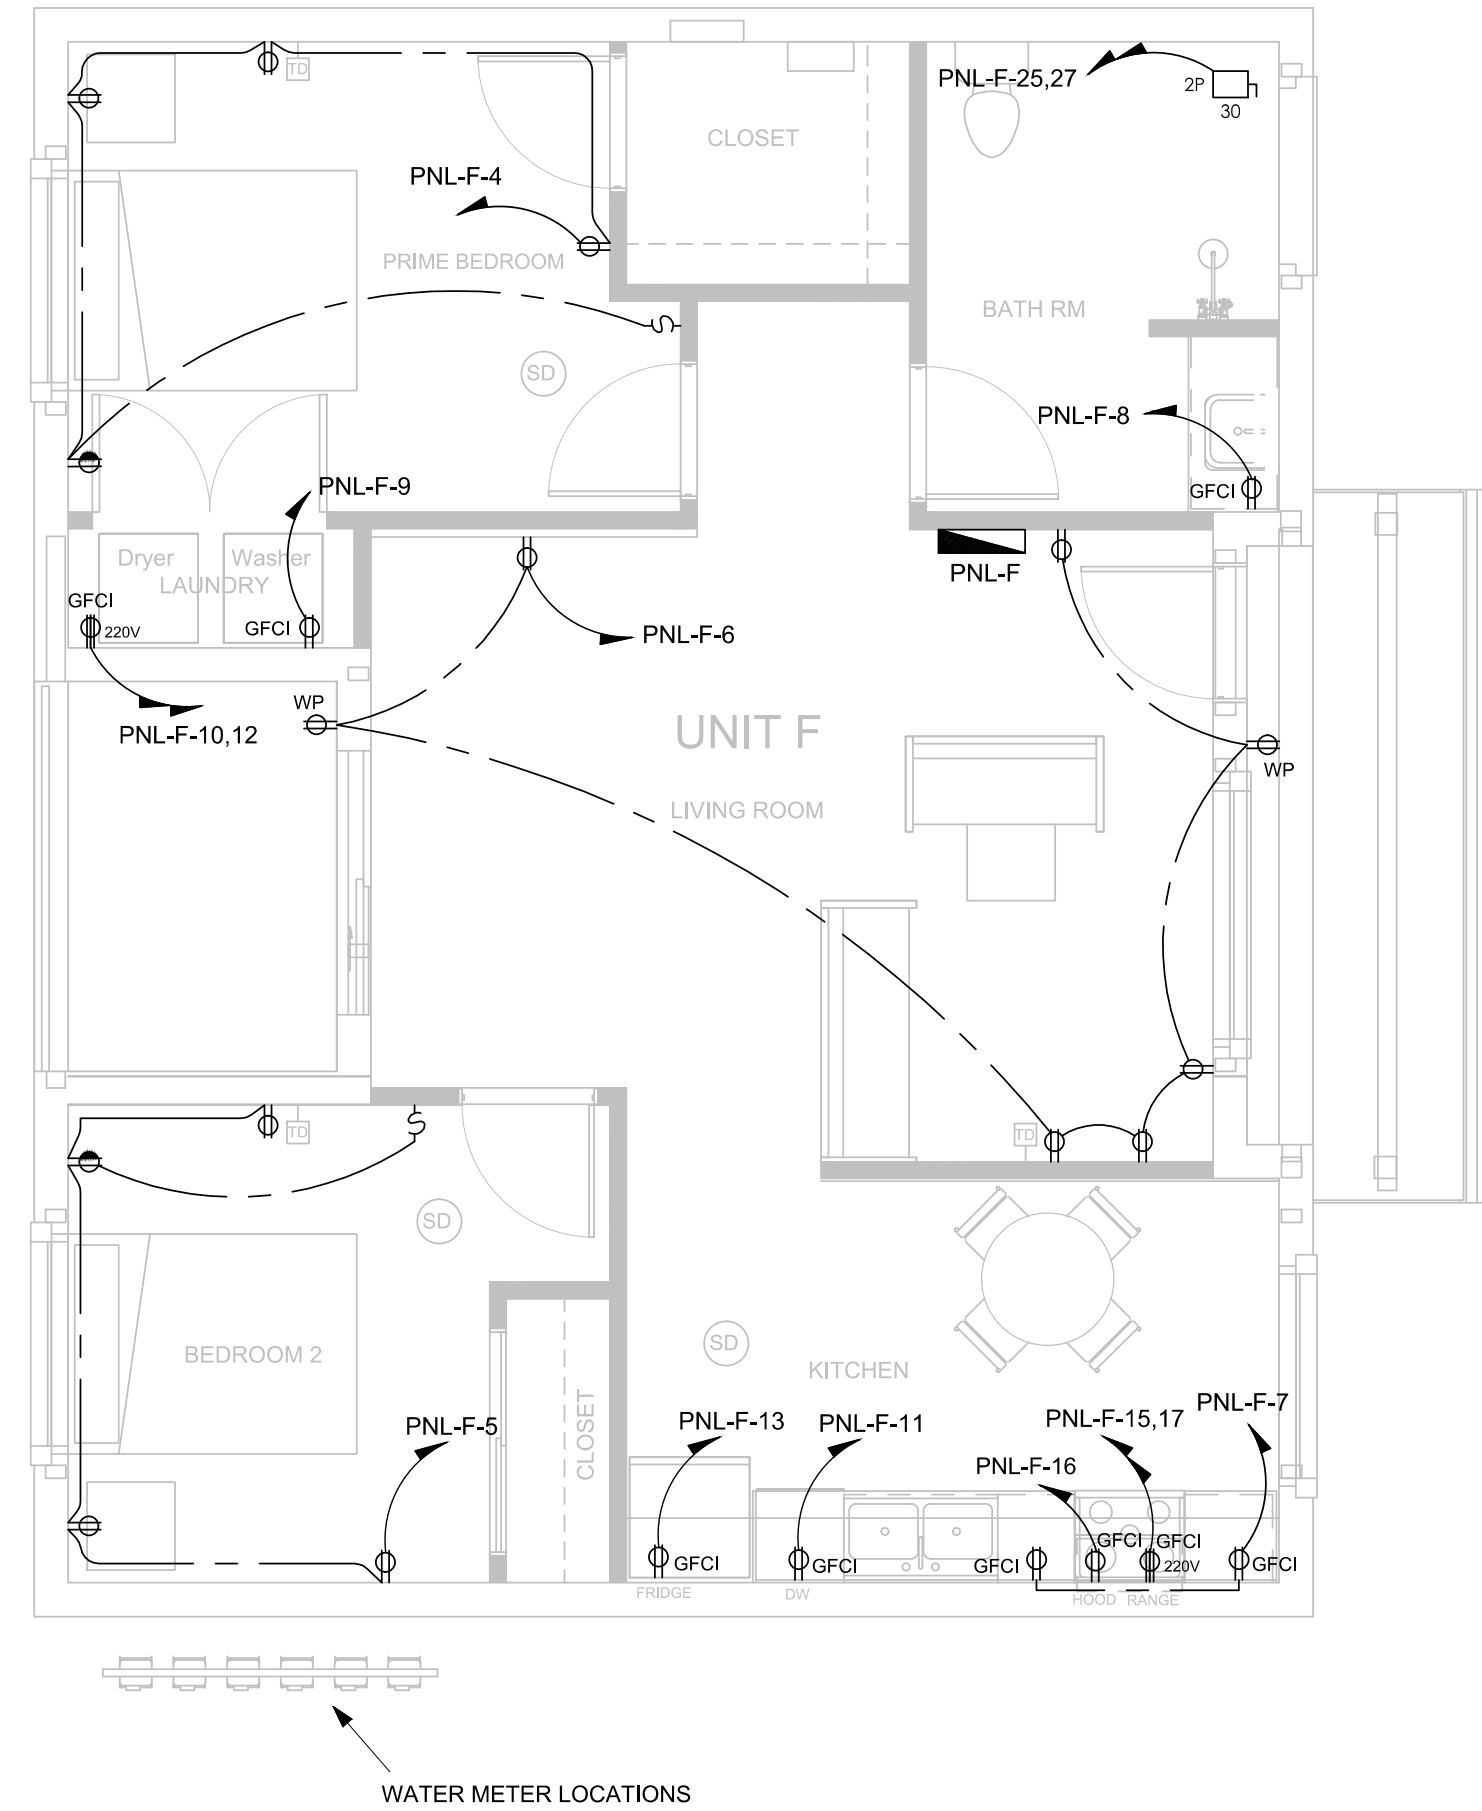 TD
PNL-F-25,27
2P
30
CLOSET
PNL-F-4
PRIME BEDROOM
BATH RM
SD
PNL-F-8
PNL-F-9
GFCI
Dryer
Washer
LAUNDRY
PNL-F
GFCI
220V
GFCI
PNL-F-6
WP
PNL-F-10,12
UNIT F
WP
LIVING ROOM
TD
TD
SD
SD
BEDROOM 2
KITCHEN
CLOSET
PNL-F-5
PNL-F-13
PNL-F-11
PNL-F-15,17
PNL-F-7
PNL-F-16
GFCI
GFCI
GFCI
GFCI
GFCI
220V
GFCI
FRIDGE
DW
HOOD
RANGE
WATER METER LOCATIONS